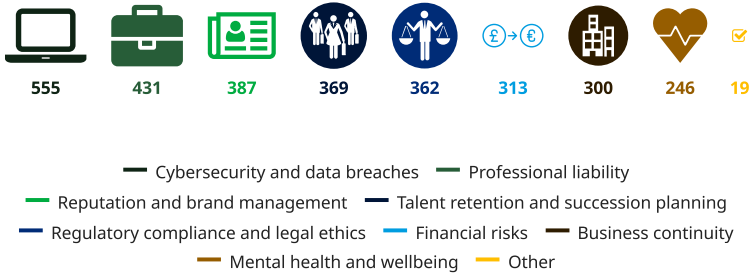 £ €
555 431 387 369 362 313 300 246 19
Cybersecurity and data breaches Professional liability
Reputation and brand management Talent retention and succession planning
Regulatory compliance and legal ethics Financial risks Business continuity
Mental health and wellbeing Other